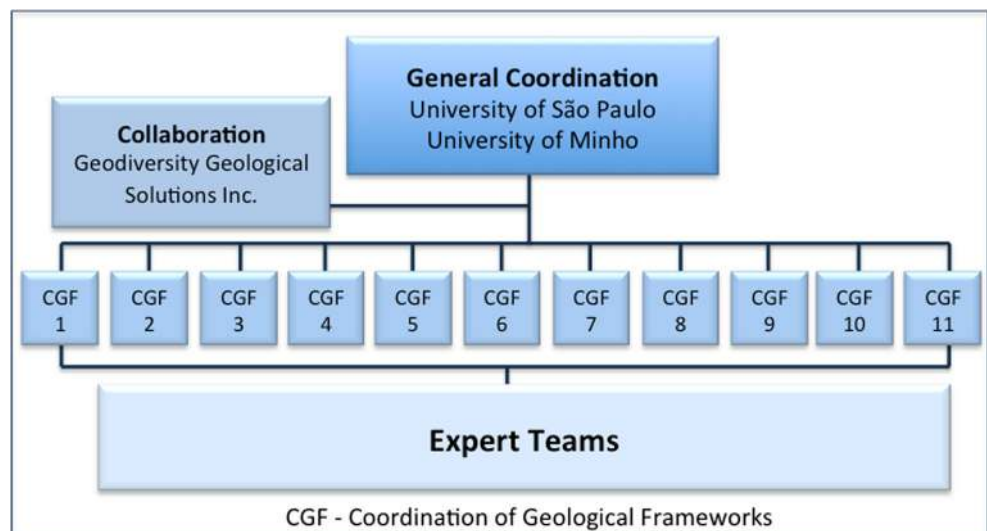 General Coordination
University of São Paulo
University of Minho
Collaboration
Geodiversity Geological
Solutions Inc.
CGF
1
CGF
2
CGF
3
CGF
4
CGF
5
CGF
6
CGF
7
CGF
8
CGF
9
CGF
10
CGF
11
Expert Teams
CGF - Coordination of Geological Frameworks